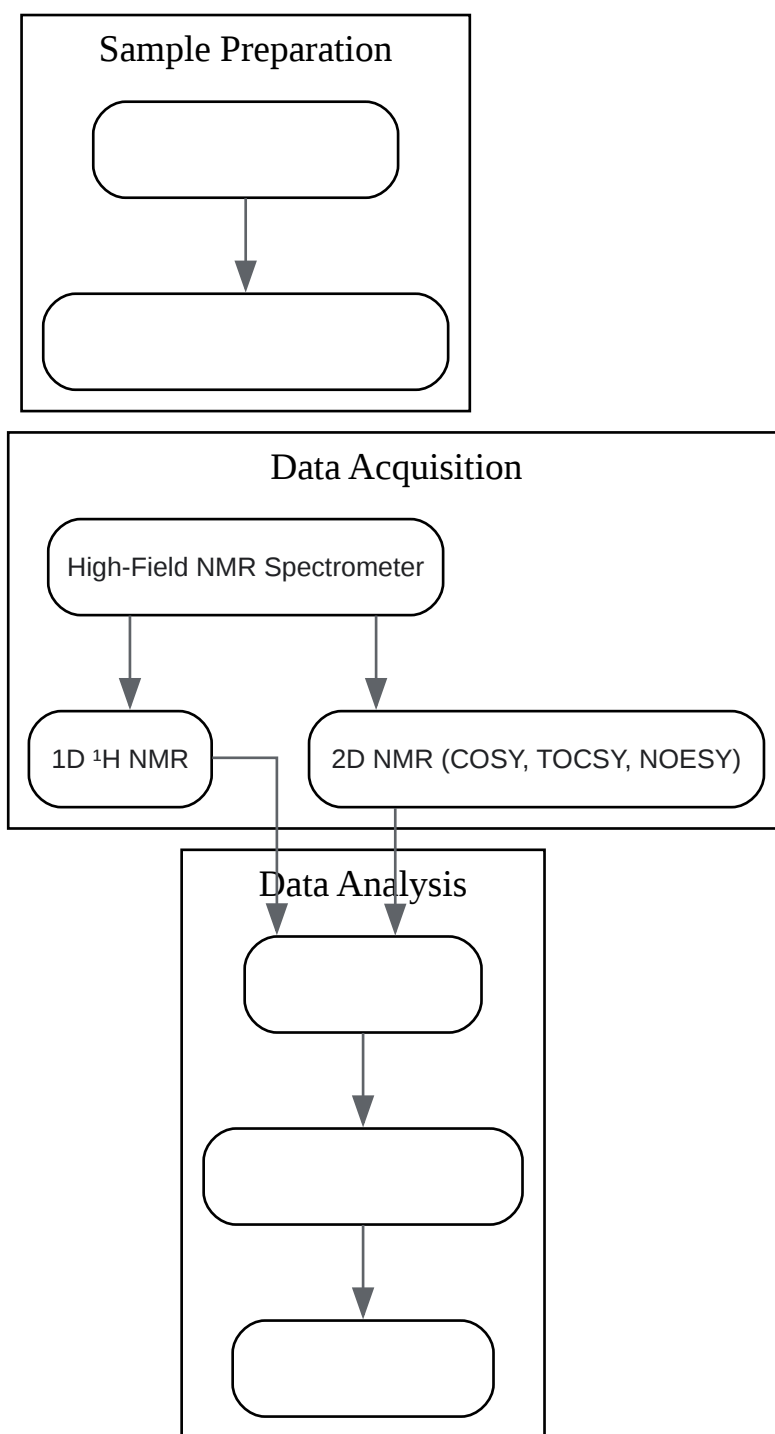 Sample Preparation
Data Acquisition
High-Field NMR Spectrometer
1D ¹H NMR
2D NMR (COSY, TOCSY, NOESY)
Data Analysis